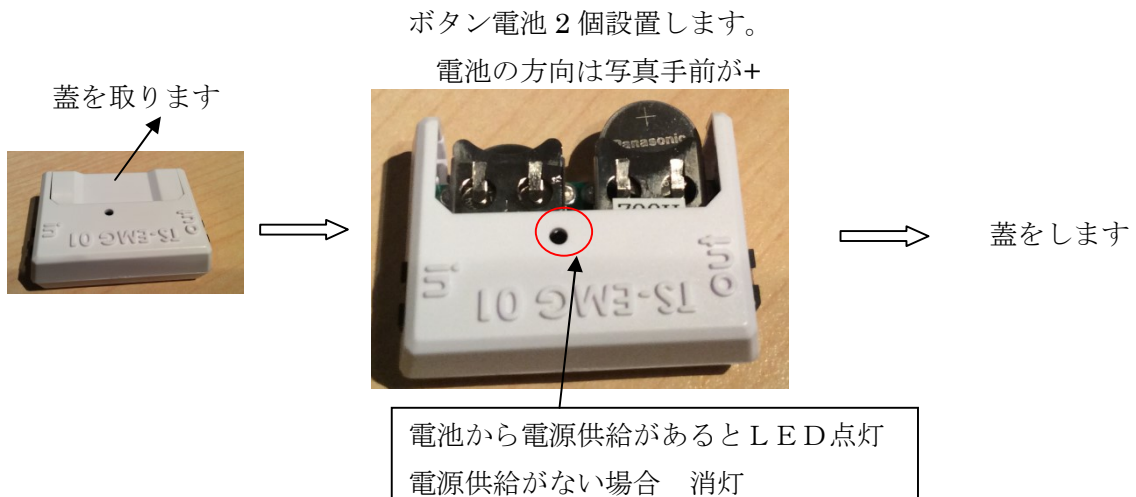 ボタン電池 2 個設置します。
電池の方向は写真手前が+
蓋を取ります
in
out
TS-EMG 01
+
Panasonic
in
out
TS-EMG 01
蓋をします
電池から電源供給があるとＬＥＤ点灯
電源供給がない場合　消灯